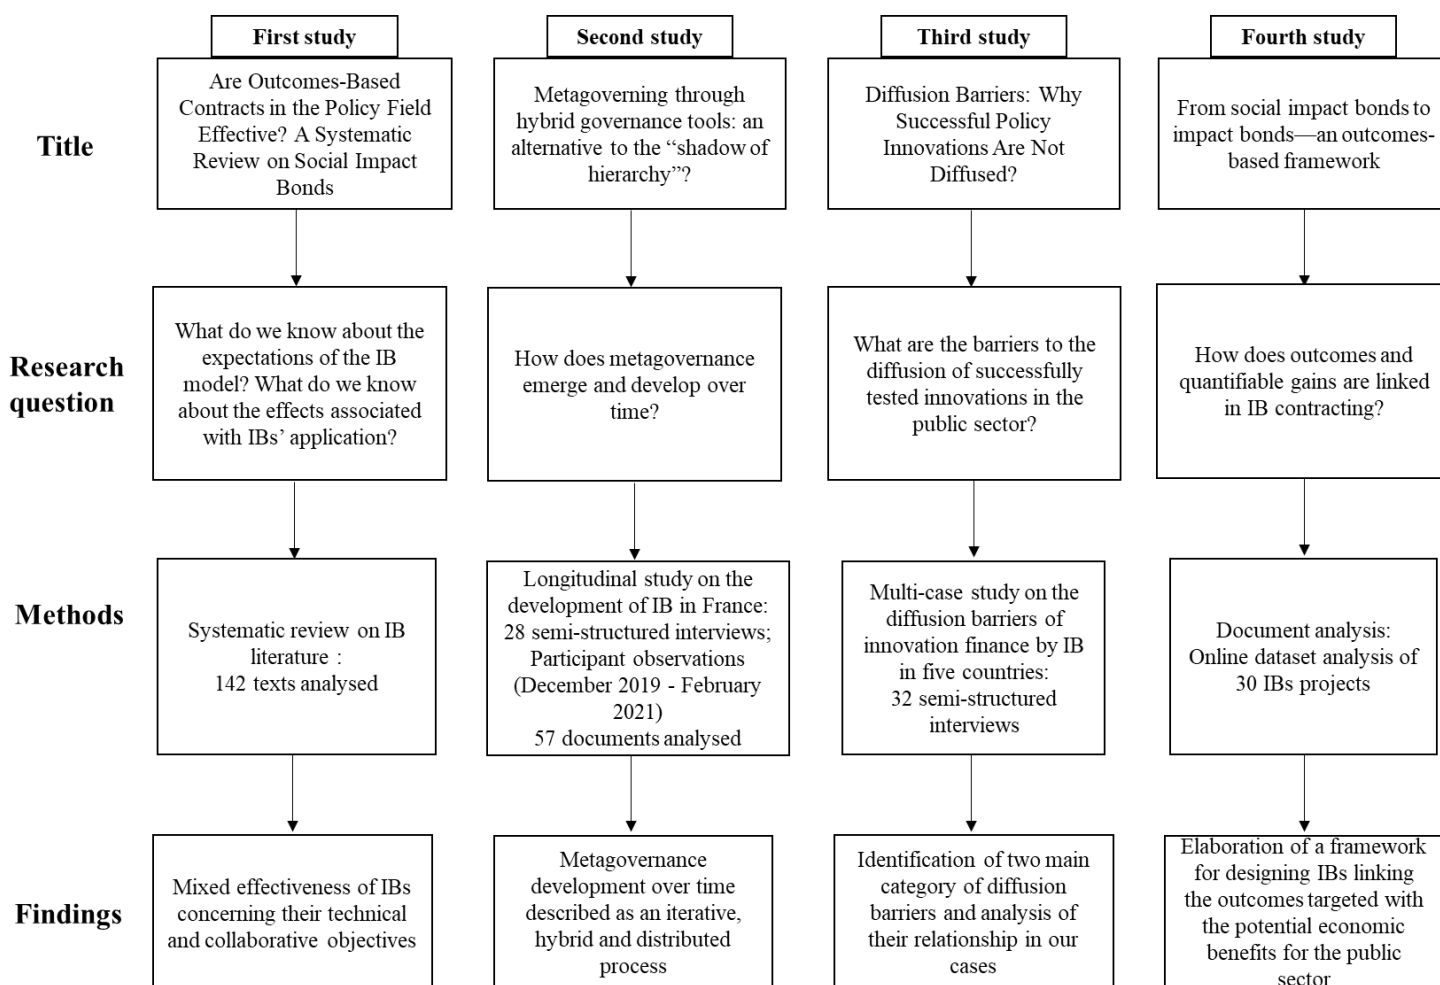 First study
Second study
Third study
Fourth study
Title
Are Outcomes-Based
Contracts in the Policy Field
Effective? A Systematic
Review on Social Impact
Bonds
Metagoverning through
hybrid governance tools: an
alternative to the “shadow of
hierarchy”?
Diffusion Barriers: Why
Successful Policy
Innovations Are Not
Diffused?
From social impact bonds to
impact bonds—an outcomes-
based framework
Research
question
What do we know about the
expectations of the IB
model? What do we know
about the effects associated
with IBs’ application?
How does metagovernance
emerge and develop over
time?
What are the barriers to the
diffusion of successfully
tested innovations in the
public sector?
How does outcomes and
quantifiable gains are linked
in IB contracting?
Methods
Systematic review on IB
literature :
142 texts analysed
Longitudinal study on the
development of IB in France:
28 semi-structured interviews;
Participant observations
(December 2019 - February
2021)
57 documents analysed
Multi-case study on the
diffusion barriers of
innovation finance by IB
in five countries:
32 semi-structured
interviews
Document analysis:
Online dataset analysis of
30 IBs projects
Findings
Mixed effectiveness of IBs
concerning their technical
and collaborative objectives
Metagovernance
development over time
described as an iterative,
hybrid and distributed
process
Identification of two main
category of diffusion
barriers and analysis of
their relationship in our
cases
Elaboration of a framework
for designing IBs linking
the outcomes targeted with
the potential economic
benefits for the public
sector